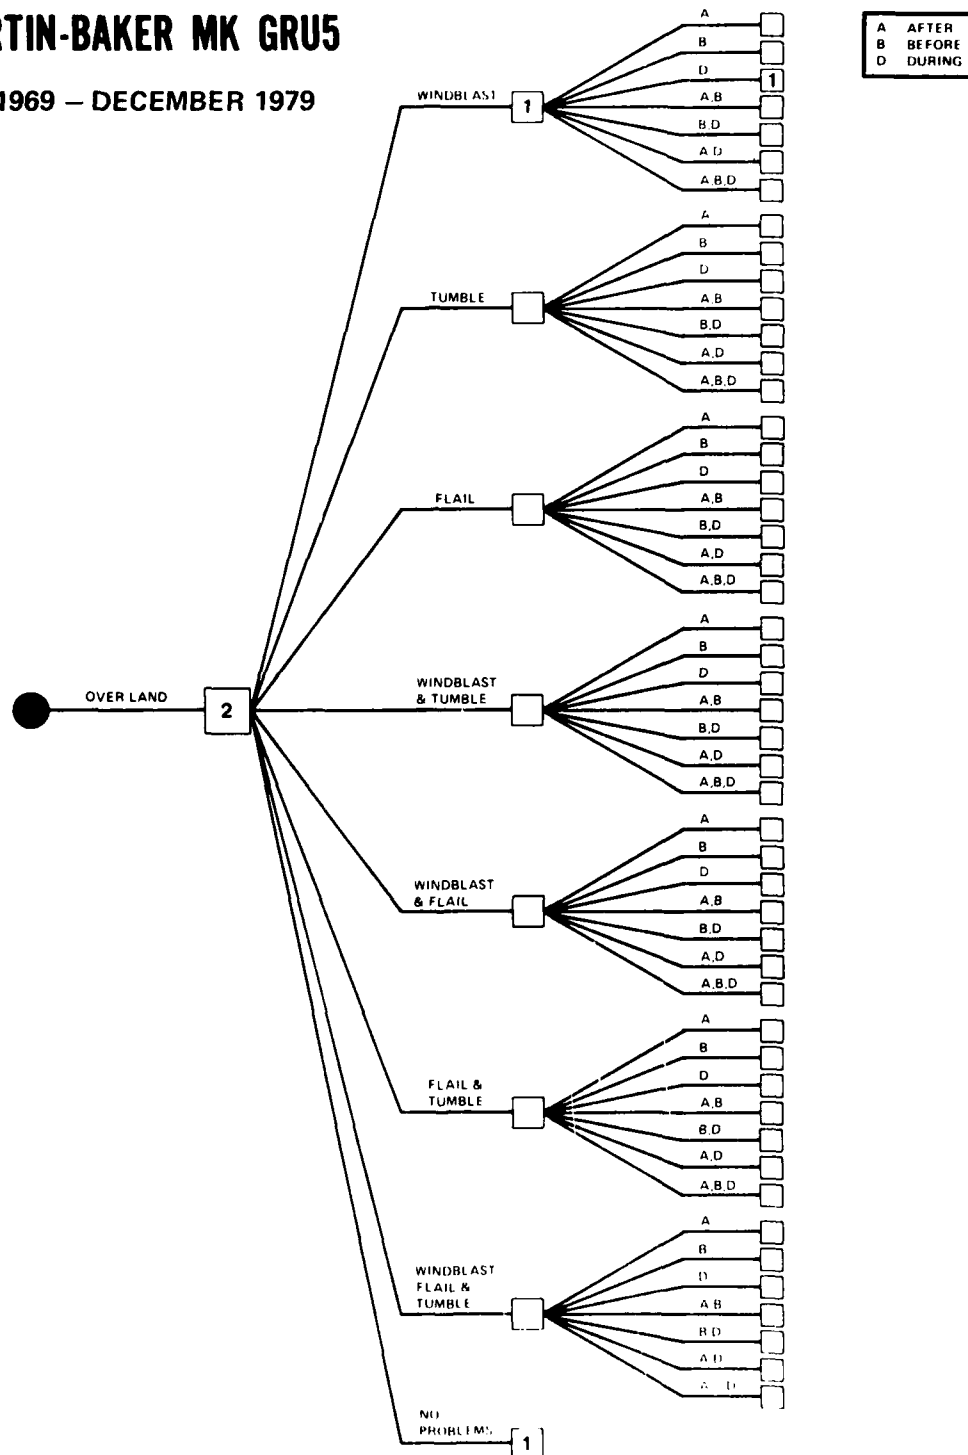 RTIN-BAKER MK GRU5
1969 – DECEMBER 1979
A AFTER
B BEFORE
D DURING
OVER LAND
2
WINDBLAST
1
A
B
D
1
A,B
B,D
A,D
A,B,D
TUMBLE
A
B
D
A,B
B,D
A,D
A,B,D
FLAIL
A
B
D
A,B
B,D
A,D
A,B,D
WINDBLAST
& TUMBLE
A
B
D
A,B
B,D
A,D
A,B,D
WINDBLAST
& FLAIL
A
B
D
A,B
B,D
A,D
A,B,D
FLAIL &
TUMBLE
A
B
D
A,B
B,D
A,D
A,B,D
WINDBLAST
FLAIL &
TUMBLE
A
B
D
A,B
B,D
A,D
A D
NO
PROBLEMS
1